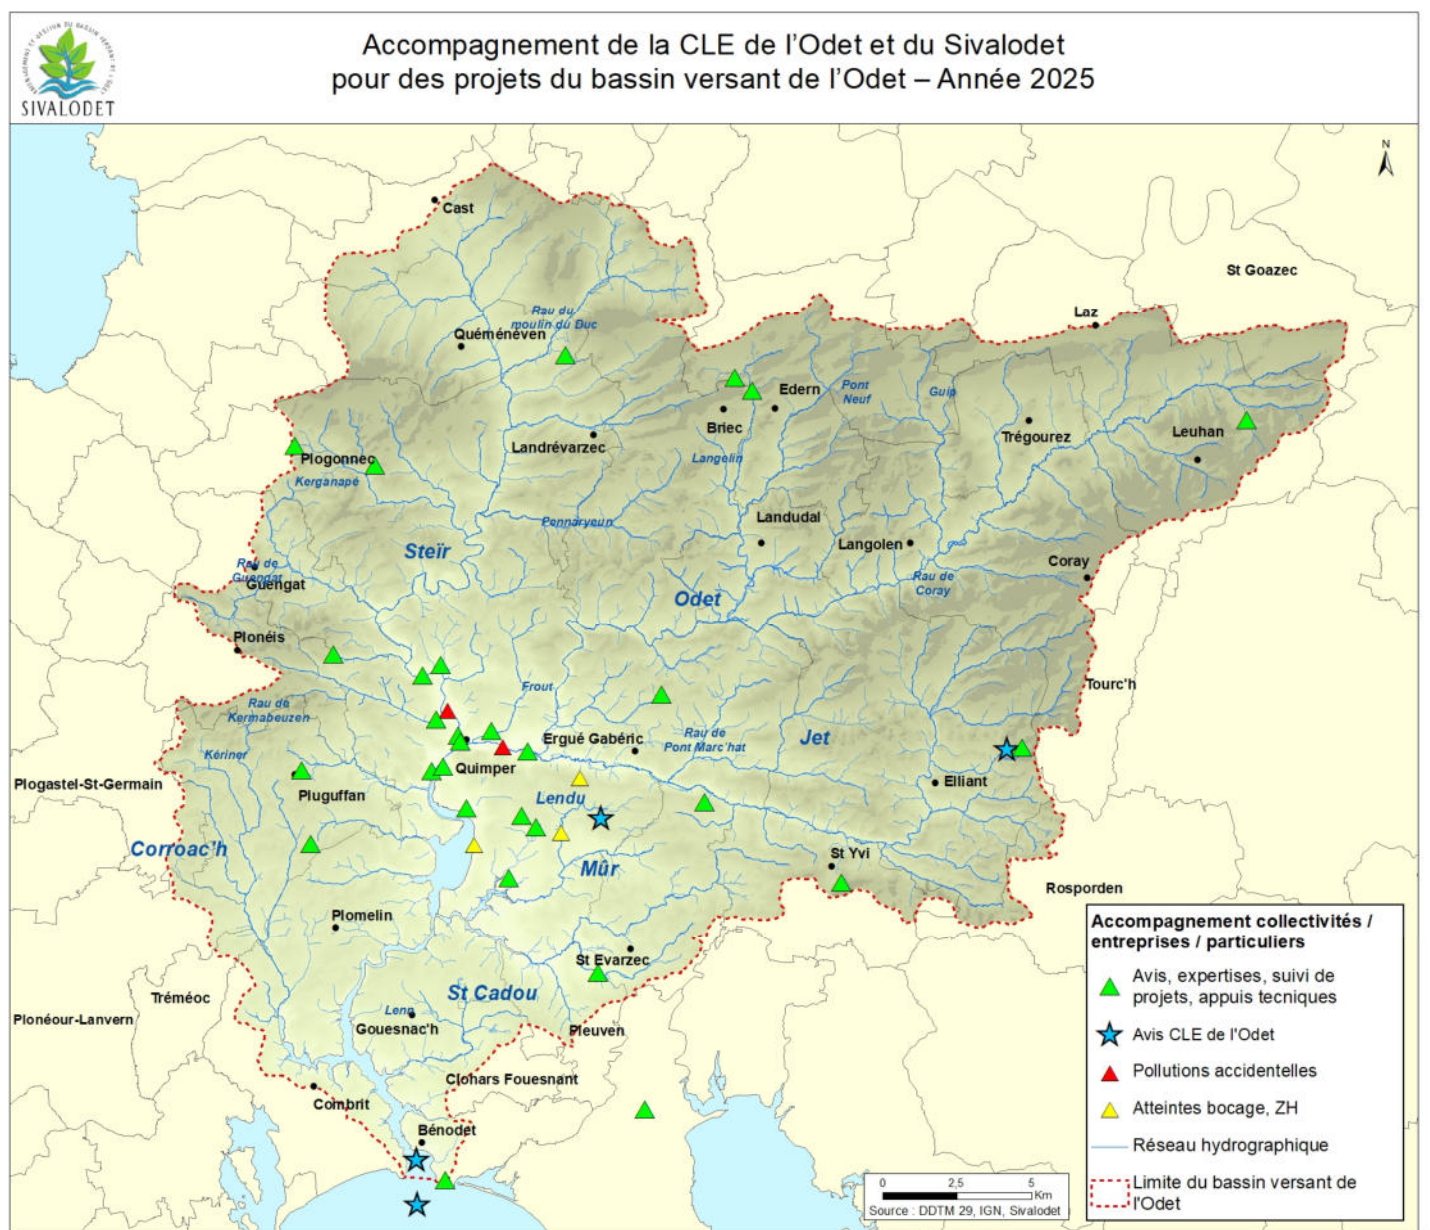 SIVALODET
Accompagnement de la CLE de l'Odet et du Sivalodet
pour des projets du bassin versant de l'Odet – Année 2025
N
Cast
St Goazec
Rau du
moulin du Duc
Laz
Quéménéven
Edern
Pont
Neuf
Guip
Briec
Trégourez
Leuhan
Landrévarzec
Plogonnec
Langelin
Kerganapé
Pennaryeun
Landudal
Steïr
Langolen
Coray
Rau de
Guengat
Guengat
Rau de
Coray
Odet
Plonéis
Tourc'h
Frout
Rau de
Kermabeuzen
Ergué Gabéric
Rau de
Pont Marc'hat
Jet
Kériner
Quimper
Elliant
Plogastel-St-Germain
Pluguffan
Lendu
Corroac'h
St Yvi
Mûr
Rosporden
Plomelin
St Evarzec
St Cadou
Tréméoc
Lenn
Plonéour-Lanvern
Gouesnac'h
Pleuven
Clohars Fouesnant
Combrit
Bénodet
Accompagnement collectivités /
entreprises / particuliers
Avis, expertises, suivi de
projets, appuis tecniques
Avis CLE de l'Odet
Pollutions accidentelles
Atteintes bocage, ZH
Réseau hydrographique
Limite du bassin versant de
l'Odet
0 2,5 5
Km
Source : DDTM 29, IGN, Sivalodet